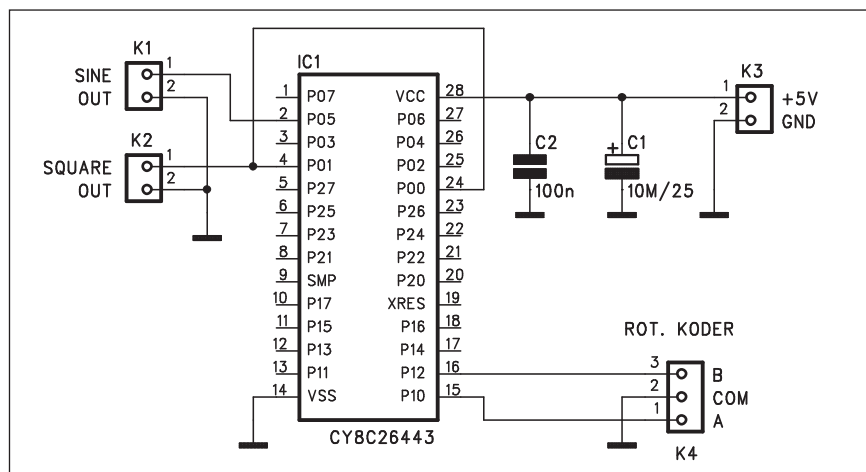 K1
SINE
OUT
1
2
K2
SQUARE
OUT
1
2
IC1
1 P07
2 P05
3 P03
4 P01
5 P27
6 P25
7 P23
8 P21
9 SMP
10 P17
11 P15
12 P13
13 P11
14 VSS
VCC 28
P06 27
P04 26
P02 25
P00 24
P26 23
P24 22
P22 21
P20 20
XRES 19
P16 18
P14 17
P12 16
P10 15
CY8C26443
C2
100n
+
C1
10M/25
K3
1 +5V
2 GND
ROT. KODER
3 B
2 COM
1 A
K4